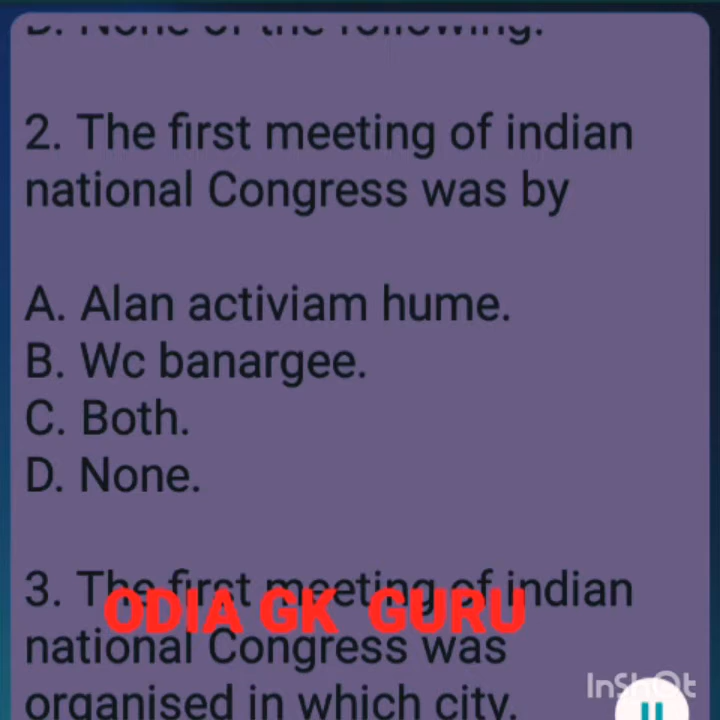 D. None of the following.
2. The first meeting of indian
national Congress was by
A. Alan activiam hume.
B. Wc banargee.
C. Both.
D. None.
3. The first meeting of indian
ODIA GK GURU
national Congress was
InShOt
organised in which city.